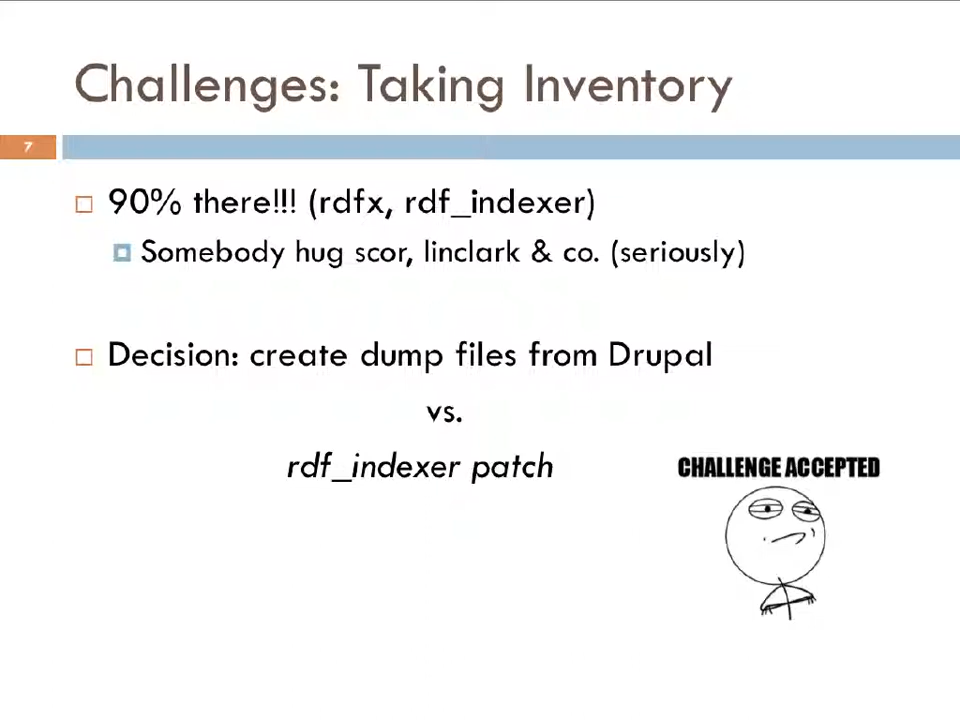 Challenges: Taking Inventory
7
90% there!!! (rdfx, rdf_indexer)
Somebody hug scor, linclark & co. (seriously)
Decision: create dump files from Drupal
vs.
rdf_indexer patch
CHALLENGE ACCEPTED